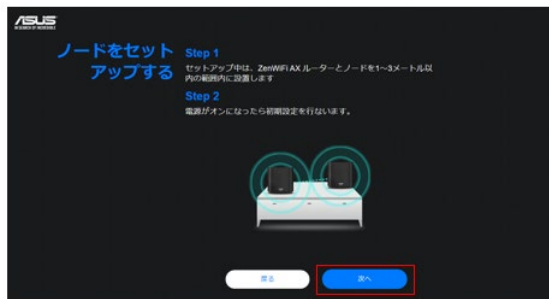 ASUS
IN SEARCH OF INCREDIBLE
ノードをセット
アップする
Step 1
セットアップ中は、ZenWiFi AX ルーターとノードを1～3メートル以
内の範囲内に設置します
Step 2
電源がオンになったら初期設定を行ないます。
戻る
次へ